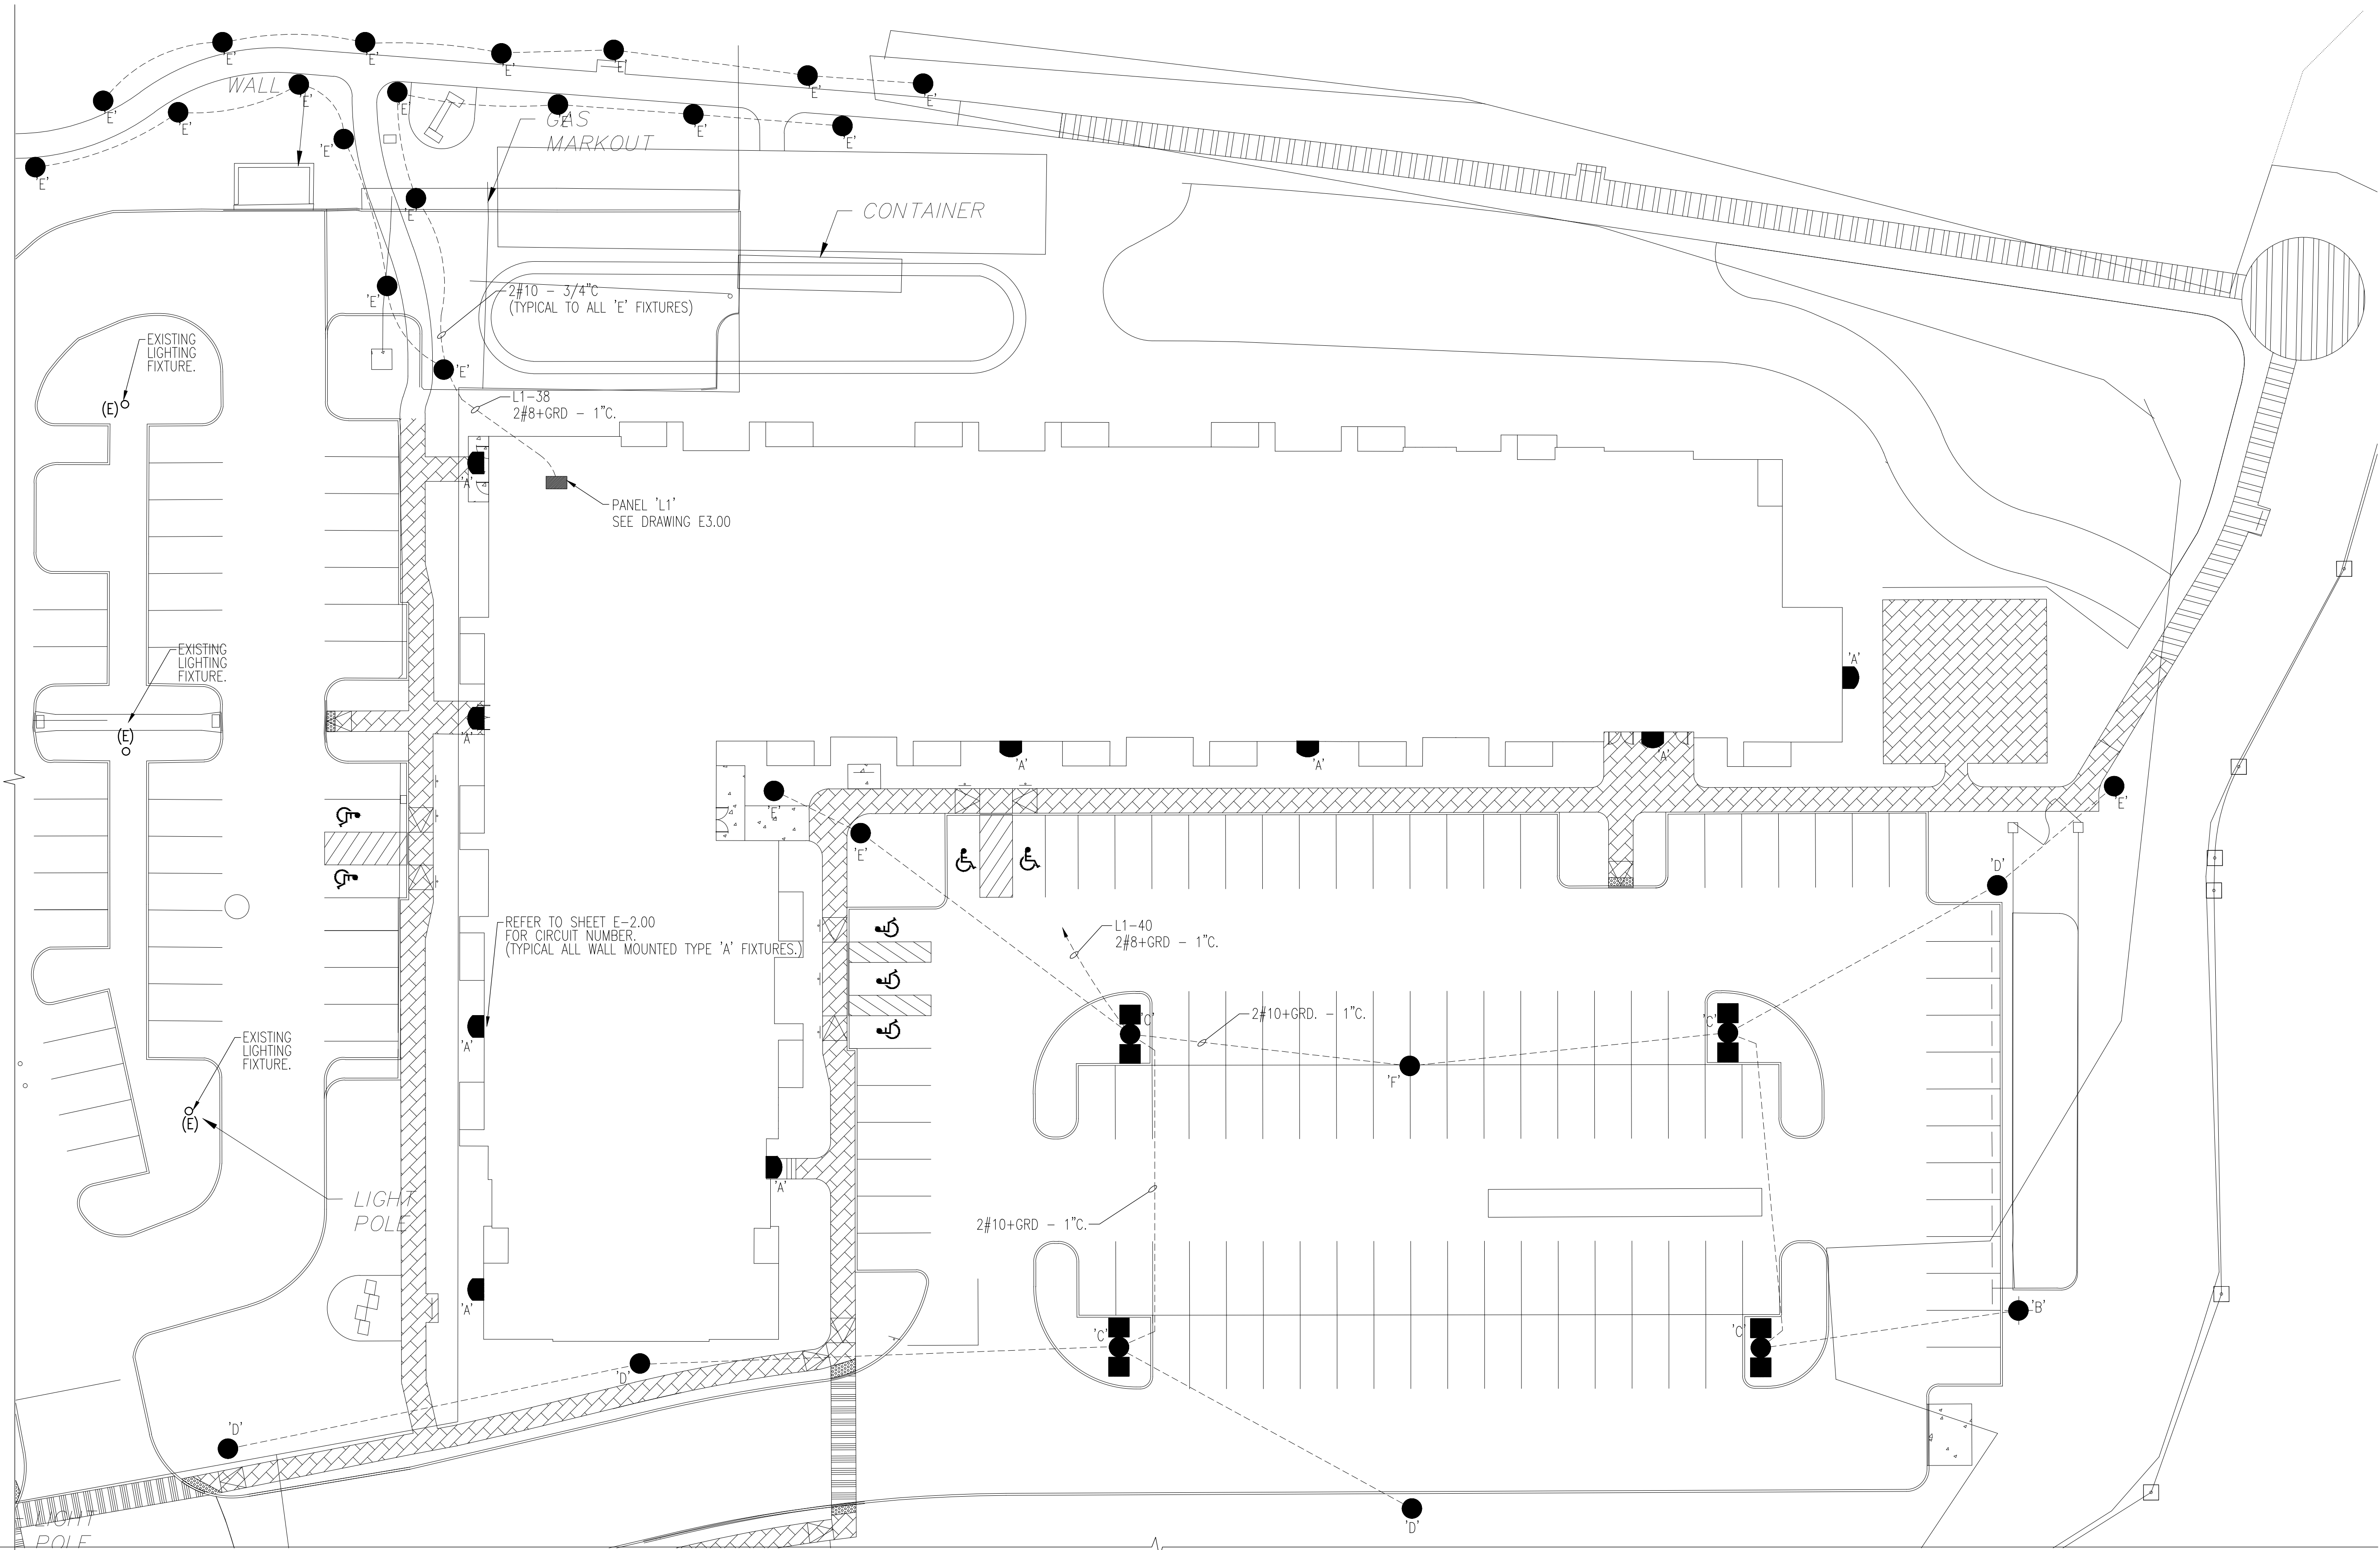 'E'
'E'
'E'
'E'
'E'
'E'
'E'
WALL
'E'
'E'
'E'
'E'
'E'
'E'
'E'
'E'
GAS
MARKOUT
'E'
'E'
CONTAINER
'E'
2#10 - 3/4"C
(TYPICAL TO ALL 'E' FIXTURES)
EXISTING
LIGHTING
FIXTURE.
(E)
'E'
L1-38
2#8+GRD - 1"C.
'A'
PANEL 'L1'
SEE DRAWING E3.00
EXISTING
LIGHTING
FIXTURE.
(E)
'A'
'A'
'A'
'A'
'A'
'E'
'E'
'E'
'D'
REFER TO SHEET E-2.00
FOR CIRCUIT NUMBER.
(TYPICAL ALL WALL MOUNTED TYPE 'A' FIXTURES.)
L1-40
2#8+GRD - 1"C.
'A'
'C'
2#10+GRD. - 1"C.
'C'
'F'
EXISTING
LIGHTING
FIXTURE.
(E)
LIGHT
POLE
'A'
2#10+GRD - 1"C.
'A'
'B'
'C'
'C'
'D'
'D'
'D'
LIGHT
POLE